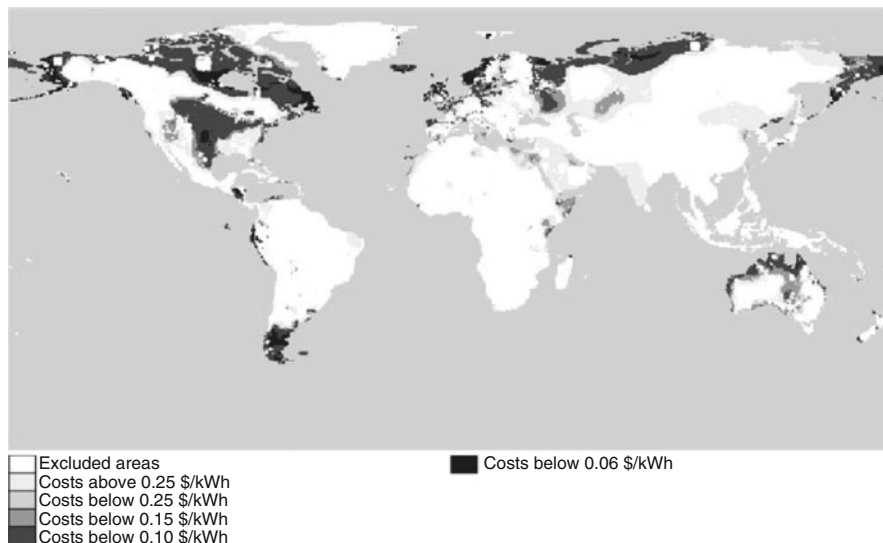 Excluded areas
Costs above 0.25 $/kWh
Costs below 0.25 $/kWh
Costs below 0.15 $/kWh
Costs below 0.10 $/kWh
Costs below 0.06 $/kWh